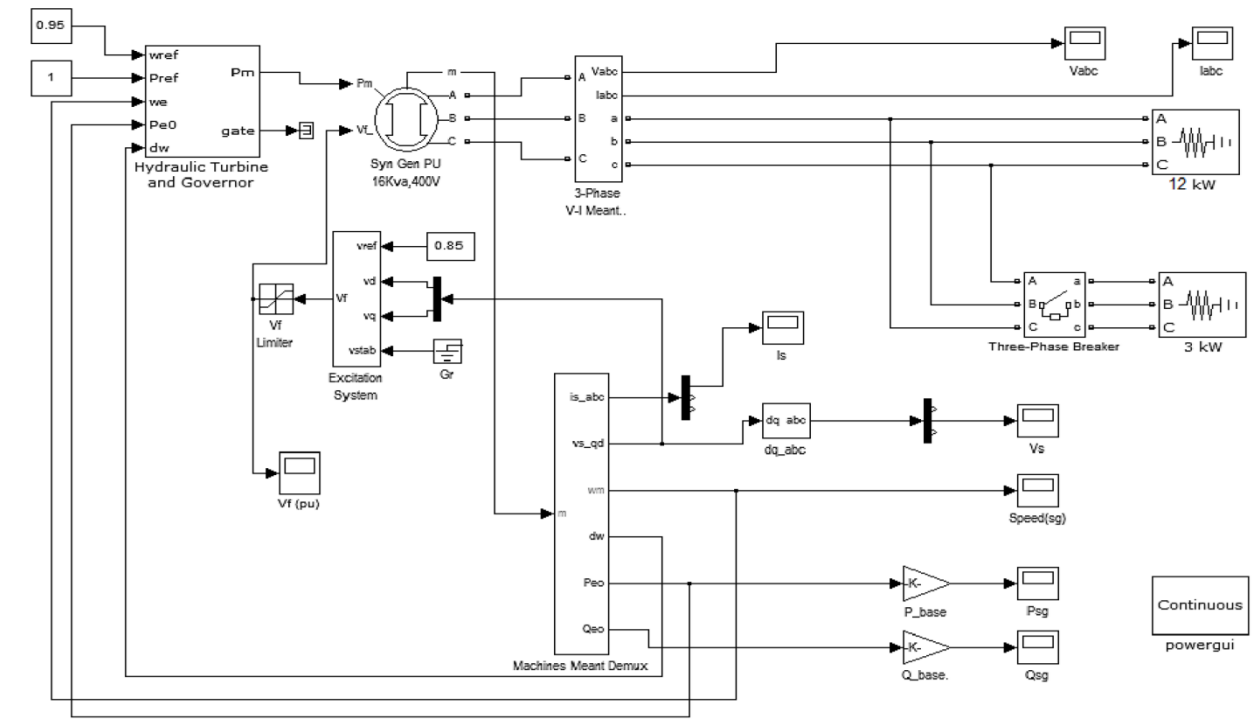 0.95
1
wref
Pref
we
Pe0
dw
Pm
gate
Hydraulic Turbine
and Governor
Pm
Vf_
m
A
B
C
Syn Gen PU
16Kva,400V
A
B
C
Vabc
Iabc
a
b
c
3-Phase
V-I Meant..
Vabc
Iabc
A
B
C
12 kW
A
B
C
a
b
c
Three-Phase Breaker
A
B
C
3 kW
vref
vd
vq
vstab
Vf
0.85
Excitation
System
Gr
Vf
Limiter
Vf (pu)
Is
m
is_abc
vs_qd
wm
dw
Peo
Qeo
Machines Meant Demux
dq abc
dq_abc
Vs
Speed(sg)
-K-
P_base
Psg
-K-
Q_base.
Qsg
Continuous
powergui